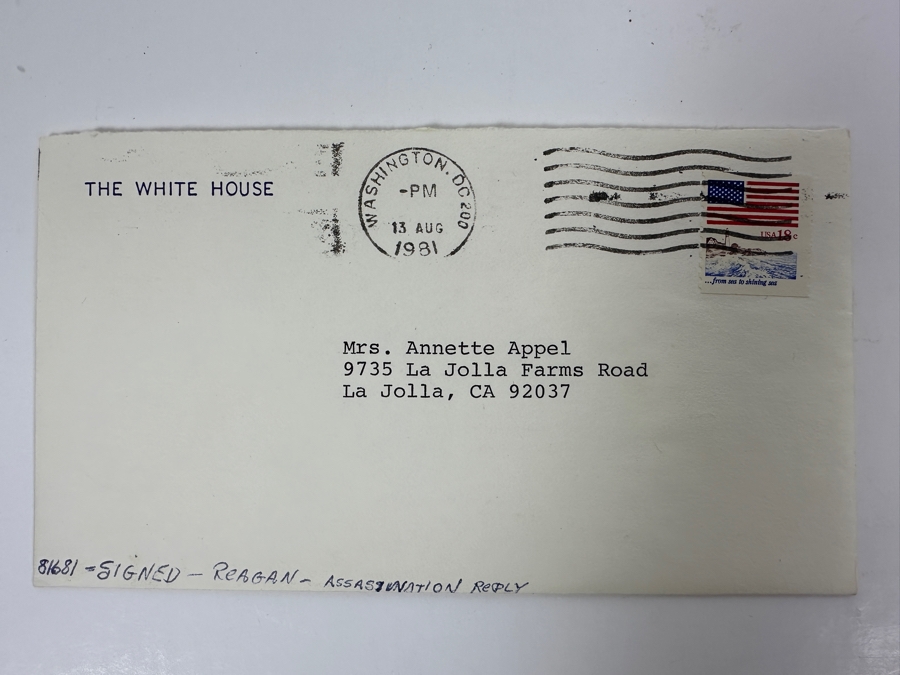 THE WHITE HOUSE
WASHINGTON, DC 200
-PM
13 AUG
1981
USA 18c
...from sea to shining sea
Mrs. Annette Appel
9735 La Jolla Farms Road
La Jolla, CA 92037
81681 - SIGNED - REAGAN - ASSASSINATION REPLY